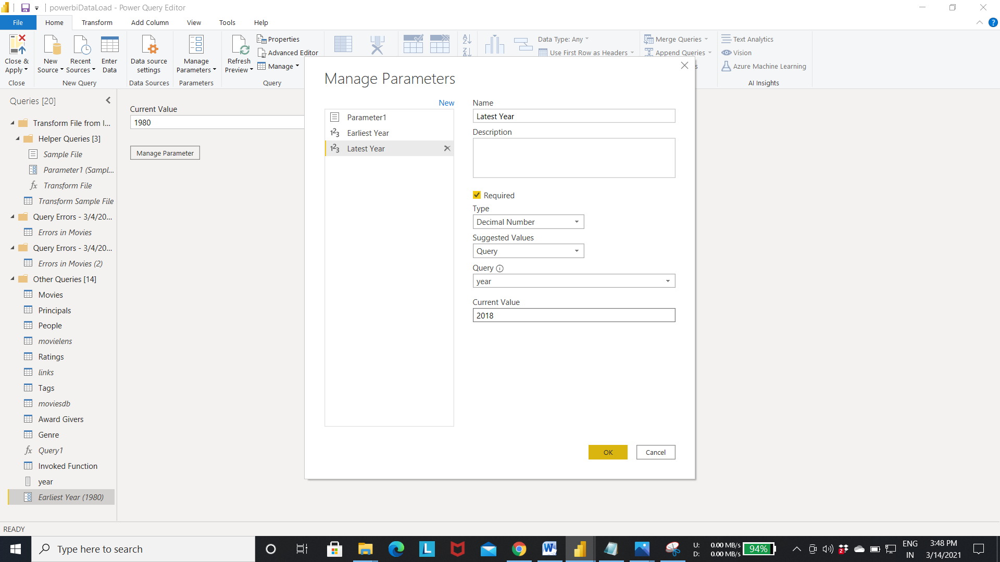 powerbiDataLoad - Power Query Editor
File Home Transform Add Column View Tools Help
Close & Apply
Close
New Source
Recent Sources
Enter Data
New Query
Data source settings
Data Sources
Manage Parameters
Parameters
Refresh Preview
Properties
Advanced Editor
Manage
Query
Data Type: Any
Use First Row as Headers
Merge Queries
Append Queries
Text Analytics
Vision
Azure Machine Learning
AI Insights
Queries [20]
Transform File from I...
Helper Queries [3]
Sample File
Parameter1 (Sampl...
Transform File
Transform Sample File
Query Errors - 3/4/20...
Errors in Movies
Query Errors - 3/4/20...
Errors in Movies (2)
Other Queries [14]
Movies
Principals
People
movielens
Ratings
links
Tags
moviesdb
Award Givers
Genre
Query1
Invoked Function
year
Earliest Year (1980)
Current Value
1980
Manage Parameter
Manage Parameters
New
Parameter1
Earliest Year
Latest Year
Name
Latest Year
Description
Required
Type
Decimal Number
Suggested Values
Query
Query
year
Current Value
2018
OK Cancel
READY
Type here to search
U: 0.00 MB/s
D: 0.00 MB/s
94%
ENG
IN
3:48 PM
3/14/2021